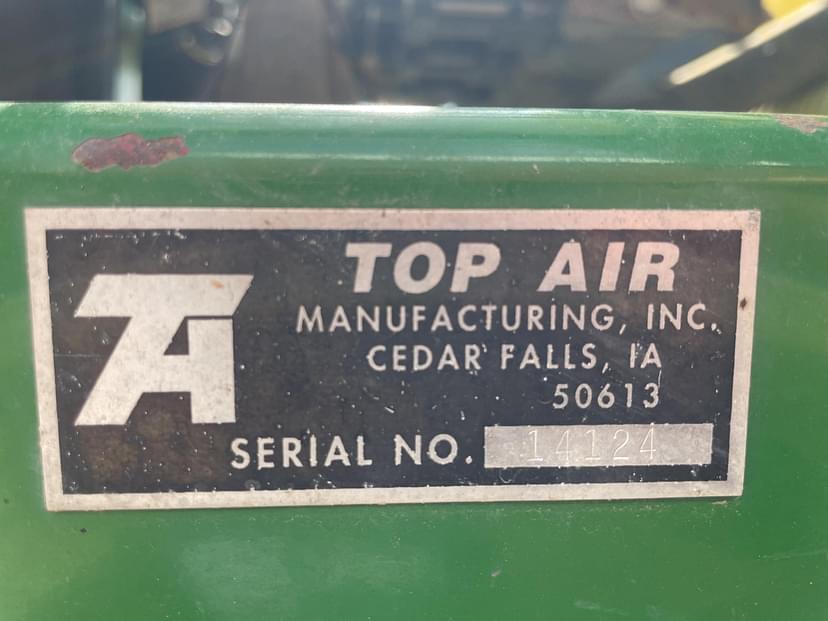 TA
TOP AIR
MANUFACTURING, INC.
CEDAR FALLS, IA
50613
SERIAL NO. 14124